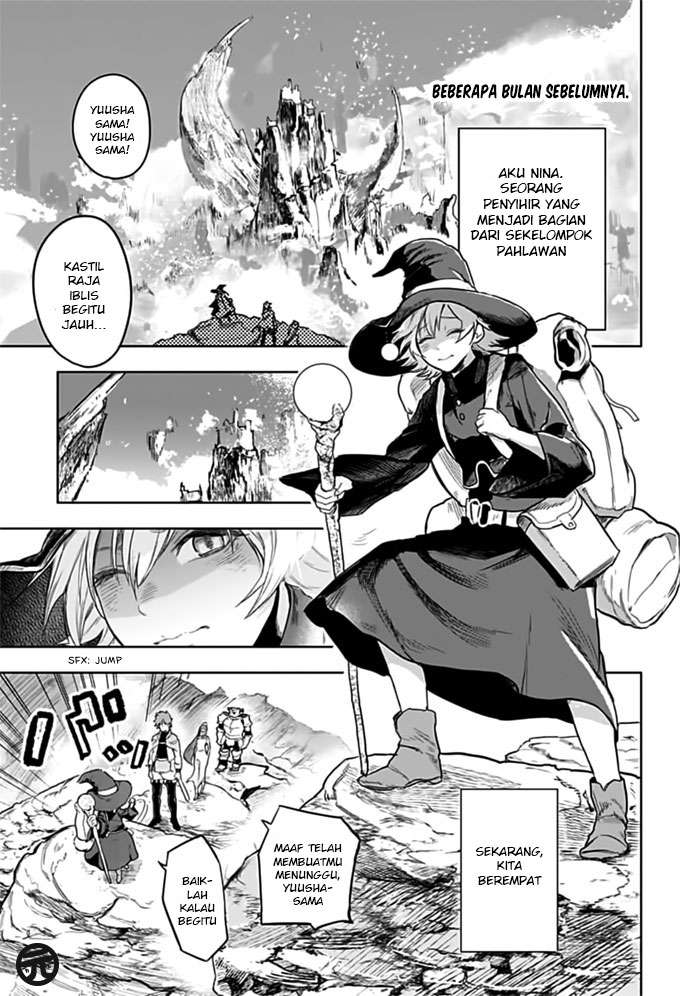 BEBERAPA BULAN SEBELUMNYA.
AKU NINA.
SEORANG
PENYIHIR YANG
MENJADI BAGIAN
DARI SEKELOMPOK
PAHLAWAN
YUUSHA
SAMA!
YUUSHA
SAMA!
KASTIL
RAJA
IBLIS
BEGITU
JAUH...
SFX: JUMP
MAAF TELAH
MEMBUATMU
MENUNGGU,
YUUSHA-
SAMA
BAIK-
LAH
KALAU
BEGITU
SEKARANG,
KITA
BEREMPAT